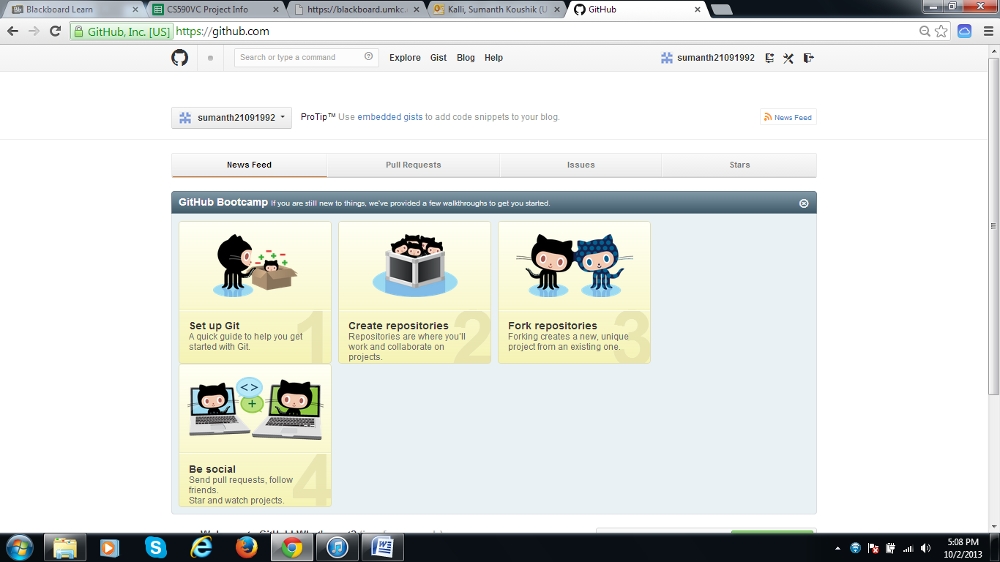 Blackboard Learn
CS590VC Project Info
https://blackboard.umkc.
Kalli, Sumanth Koushik (U
GitHub
GitHub, Inc. [US] https://github.com
Search or type a command
Explore Gist Blog Help
sumanth21091992
sumanth21091992
ProTip™ Use embedded gists to add code snippets to your blog.
News Feed
News Feed
Pull Requests
Issues
Stars
GitHub Bootcamp If you are still new to things, we've provided a few walkthroughs to get you started.
1
Set up Git
A quick guide to help you get
started with Git.
2
Create repositories
Repositories are where you'll
work and collaborate on
projects.
3
Fork repositories
Forking creates a new, unique
project from an existing one.
4
Be social
Send pull requests, follow
friends.
Star and watch projects.
5:08 PM
10/2/2013